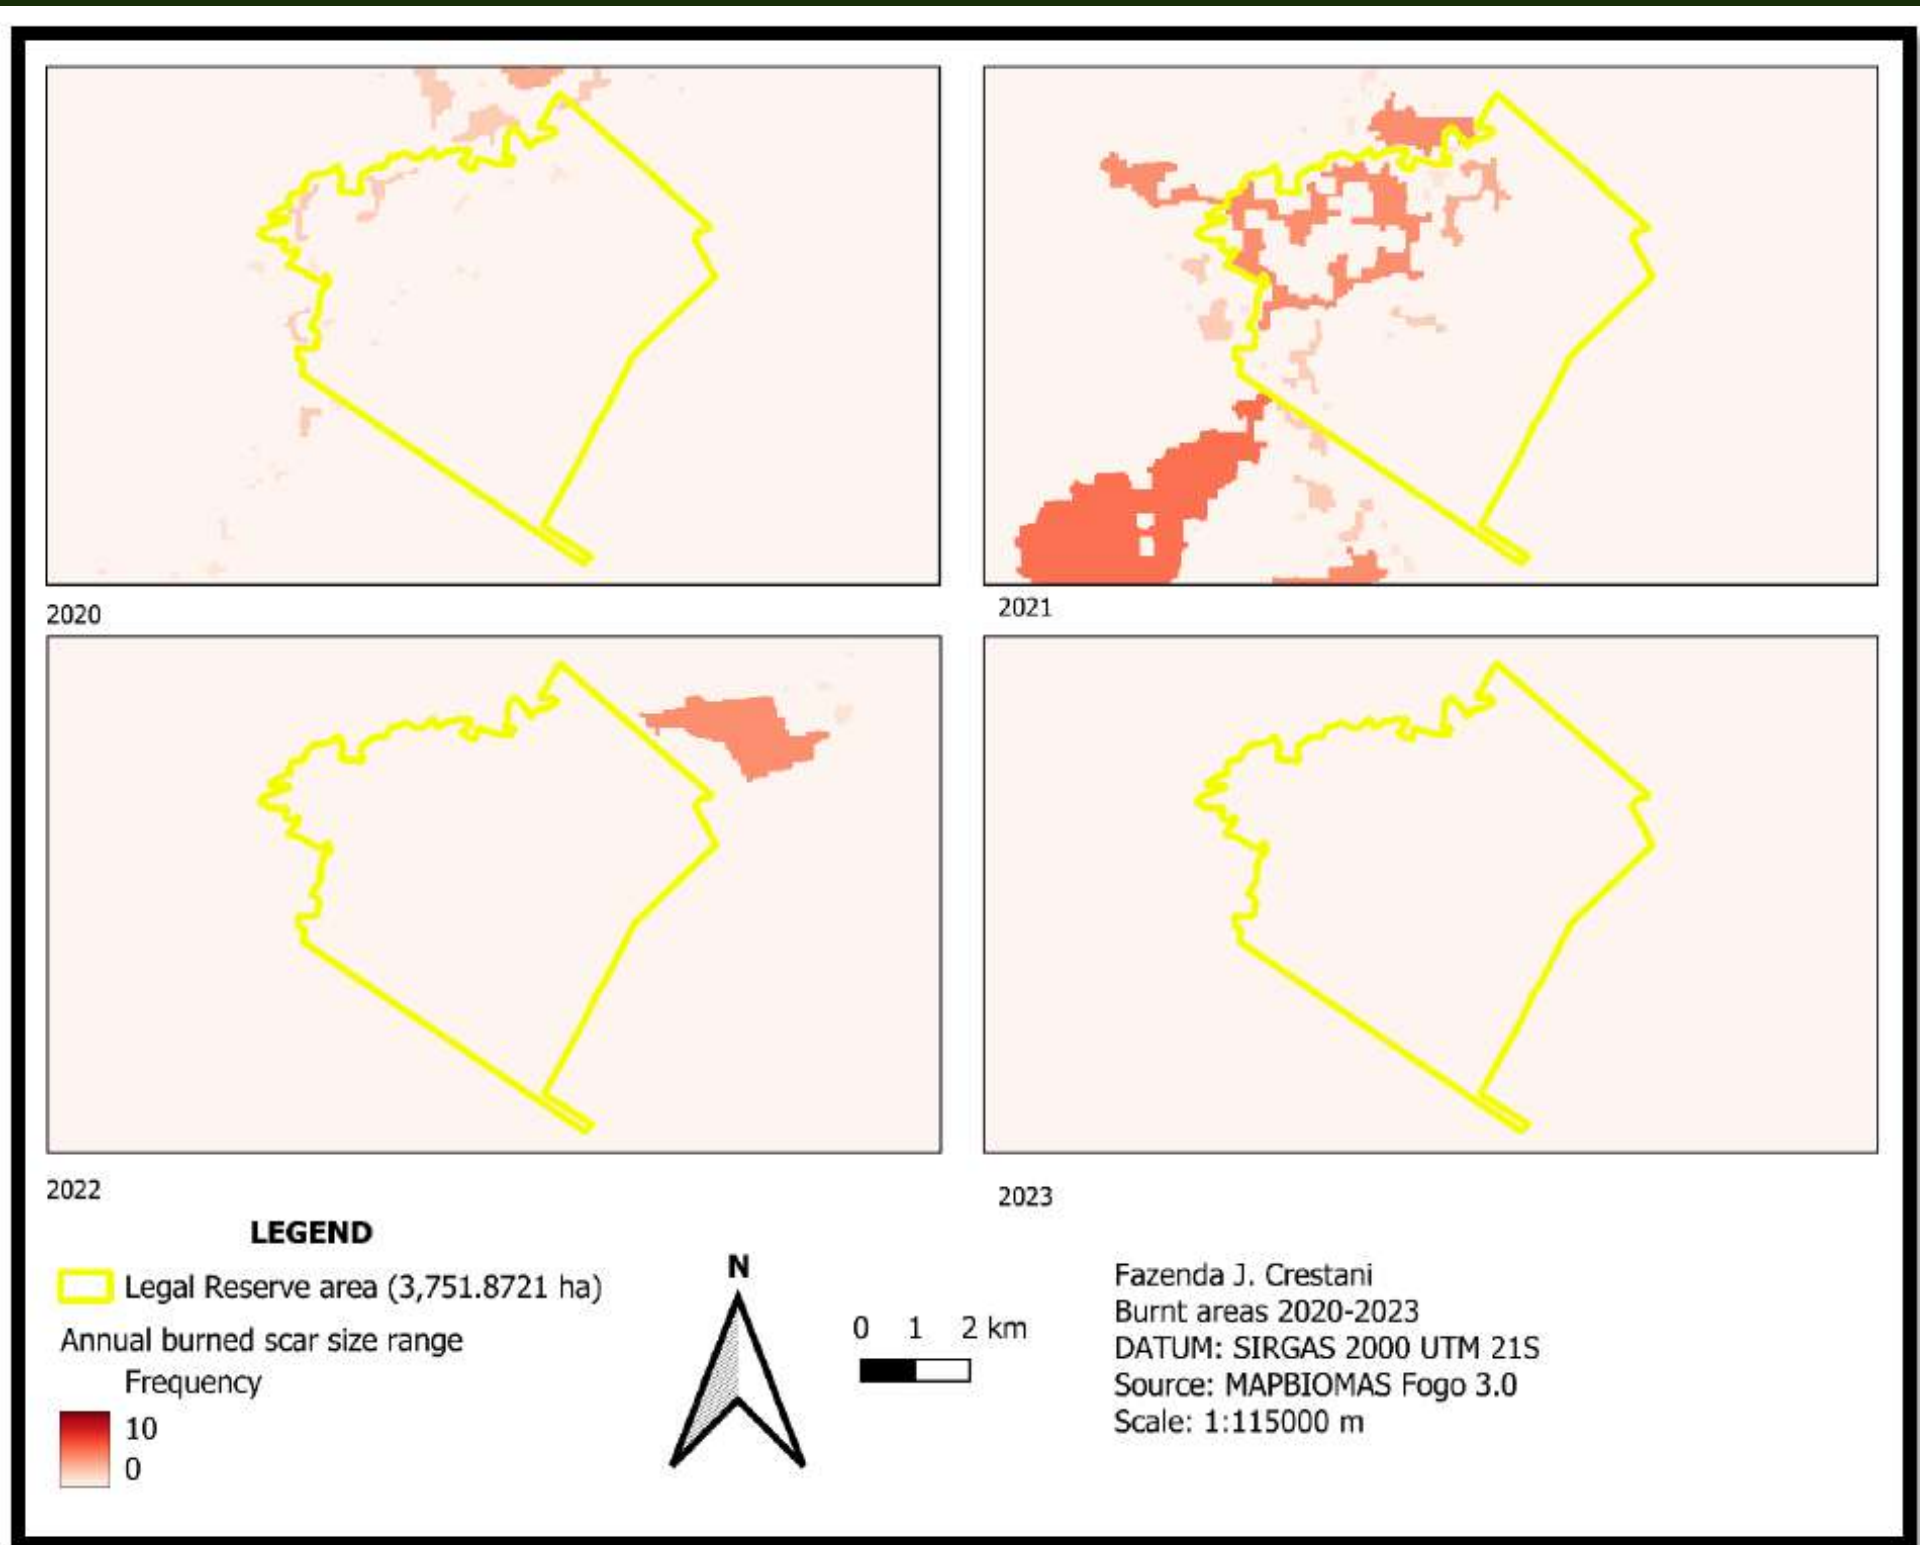 2020
2021
2022
2023
LEGEND
Legal Reserve area (3,751.8721 ha)
Annual burned scar size range
Frequency
10
0
N
0 1 2 km
Fazenda J. Crestani
Burnt areas 2020-2023
DATUM: SIRGAS 2000 UTM 21S
Source: MAPBIOMAS Fogo 3.0
Scale: 1:115000 m